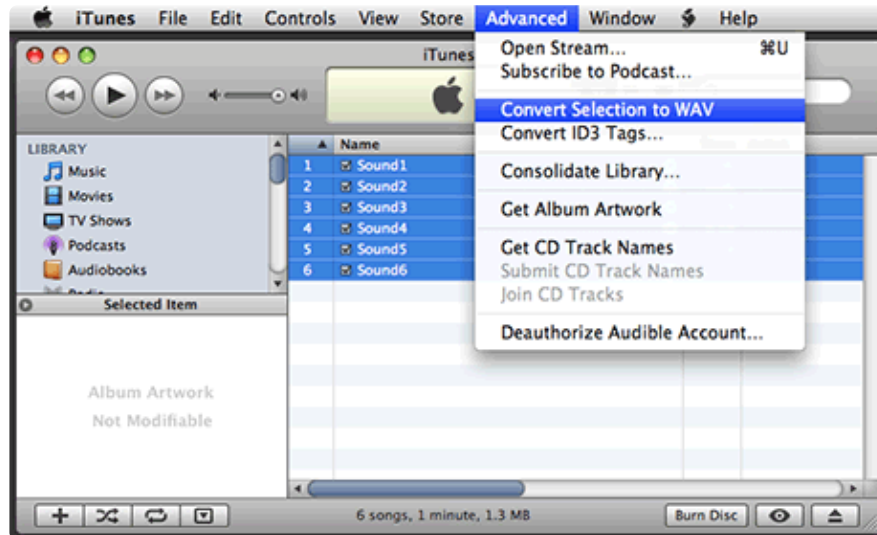 iTunes File Edit Controls View Store Advanced Window Help
iTunes
Open Stream... ⌘U
Subscribe to Podcast...
Convert Selection to WAV
Convert ID3 Tags...
Consolidate Library...
Get Album Artwork
Get CD Track Names
Submit CD Track Names
Join CD Tracks
Deauthorize Audible Account...
LIBRARY
Music
Movies
TV Shows
Podcasts
Audiobooks
Name
1 Sound1
2 Sound2
3 Sound3
4 Sound4
5 Sound5
6 Sound6
Selected Item
Album Artwork
Not Modifiable
6 songs, 1 minute, 1.3 MB
Burn Disc